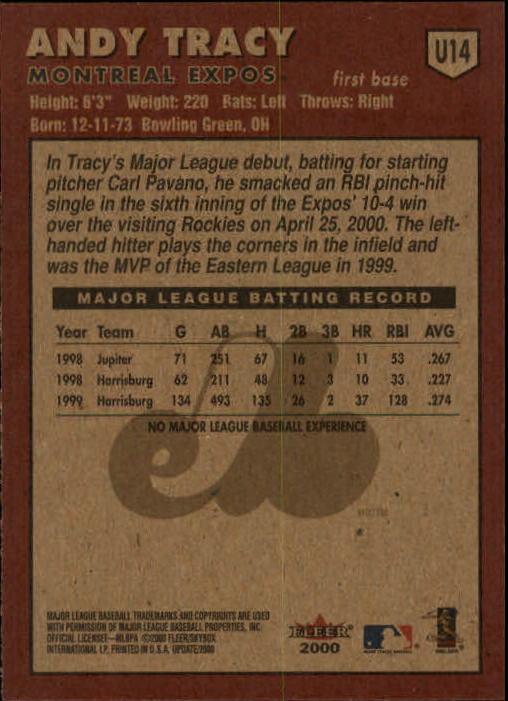 ANDY TRACY
U14
MONTREAL EXPOS first base
Height: 6'3" Weight: 220 Bats: Left Throws: Right
Born: 12-11-73 Bowling Green, OH
In Tracy's Major League debut, batting for starting
pitcher Carl Pavano, he smacked an RBI pinch-hit
single in the sixth inning of the Expos' 10-4 win
over the visiting Rockies on April 25, 2000. The left-
handed hitter plays the corners in the infield and
was the MVP of the Eastern League in 1999.
MAJOR LEAGUE BATTING RECORD
Year Team G AB H 2B 3B HR RBI AVG
1998 Jupiter 71 251 67 16 1 11 53 .267
1998 Harrisburg 62 211 48 12 3 10 33 .227
1999 Harrisburg 134 493 135 26 2 37 128 .274
NO MAJOR LEAGUE BASEBALL EXPERIENCE
MAJOR LEAGUE BASEBALL TRADEMARKS AND COPYRIGHTS ARE USED
WITH PERMISSION OF MAJOR LEAGUE BASEBALL PROPERTIES, INC.
OFFICIAL LICENSEE—MLBPA ©2000 FLEER/SKYBOX
INTERNATIONAL LP. PRINTED IN U.S.A. UPDATE/2000
FLEER
2000